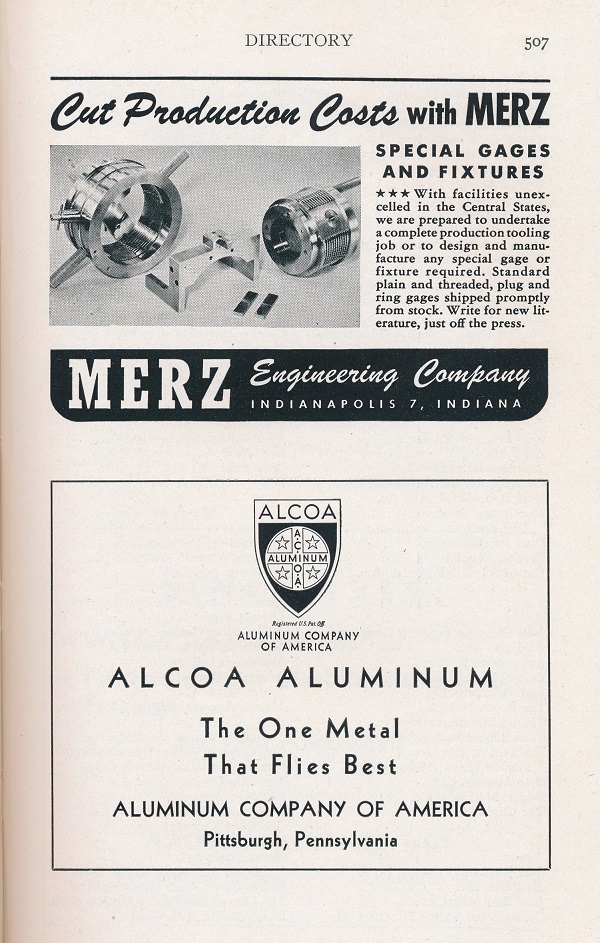 DIRECTORY 507
Cut Production Costs with MERZ
SPECIAL GAGES
AND FIXTURES
★★★ With facilities unex-
celled in the Central States,
we are prepared to undertake
a complete production tooling
job or to design and manu-
facture any special gage or
fixture required. Standard
plain and threaded, plug and
ring gages shipped promptly
from stock. Write for new lit-
erature, just off the press.
MERZ Engineering Company
INDIANAPOLIS 7, INDIANA
ALCOA
A·C·O·A·
ALUMINUM
Registered U.S. Pat. Off.
ALUMINUM COMPANY
OF AMERICA
ALCOA ALUMINUM
The One Metal
That Flies Best
ALUMINUM COMPANY OF AMERICA
Pittsburgh, Pennsylvania